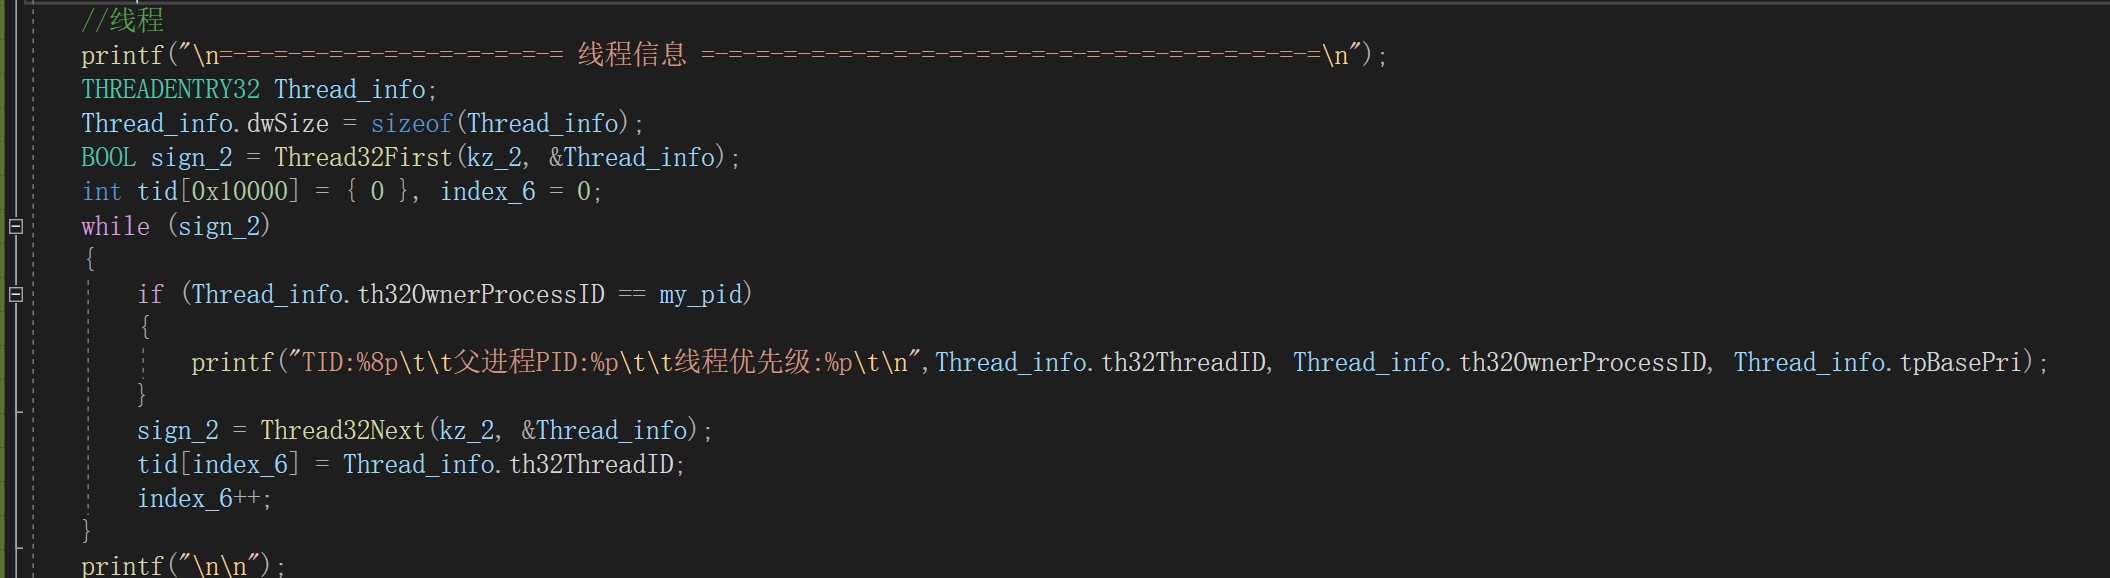 //线程
printf("\n=-=-=-=-=-=-=-=-=-=-=-=-= 线程信息 =-=-=-=-=-=-=-=-=-=-=-=-=-=-=-=-=-=-=-=-=-=-=\n");
THREADENTRY32 Thread_info;
Thread_info.dwSize = sizeof(Thread_info);
BOOL sign_2 = Thread32First(kz_2, &Thread_info);
int tid[0x10000] = { 0 }, index_6 = 0;
while (sign_2)
{
if (Thread_info.th32OwnerProcessID == my_pid)
{
printf("TID:%8p\t\t父进程PID:%p\t\t线程优先级:%p\t\n",Thread_info.th32ThreadID, Thread_info.th32OwnerProcessID, Thread_info.tpBasePri);
}
sign_2 = Thread32Next(kz_2, &Thread_info);
tid[index_6] = Thread_info.th32ThreadID;
index_6++;
}
printf("\n\n");